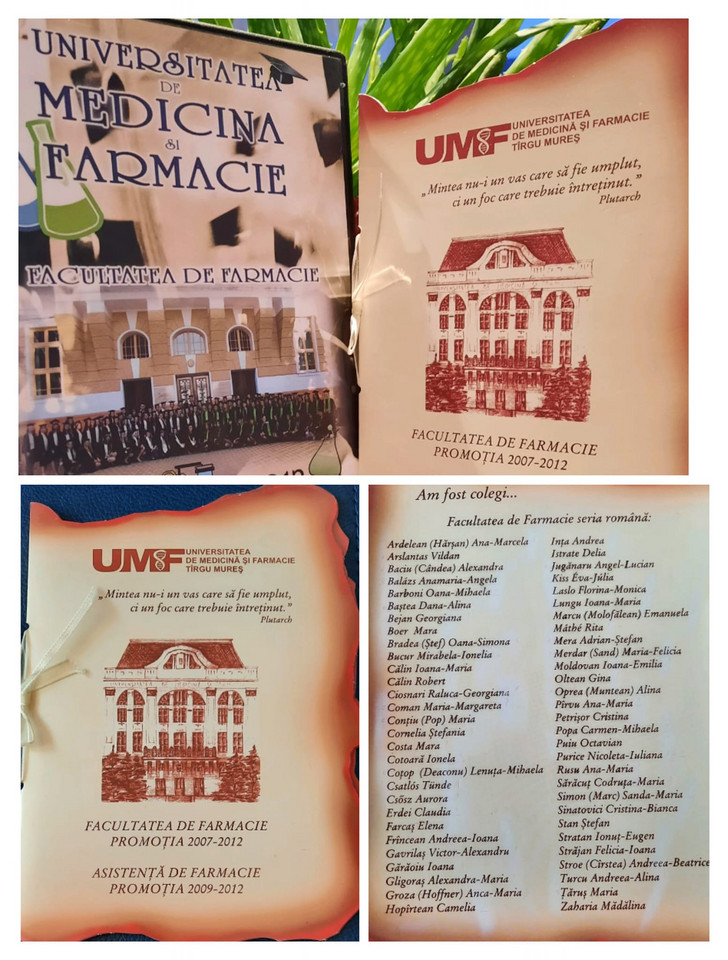 UNIVERSITATEA
DE
MEDICINA
și
FARMACIE
FACULTATEA DE FARMACIE
UMF UNIVERSITATEA
DE MEDICINĂ ȘI FARMACIE
TÎRGU MUREȘ
„Mintea nu-i un vas care să fie umplut,
ci un foc care trebuie întreținut.”
Plutarch
FACULTATEA DE FARMACIE
PROMOȚIA 2007-2012
UMF UNIVERSITATEA
DE MEDICINĂ ȘI FARMACIE
TÎRGU MUREȘ
„Mintea nu-i un vas care să fie umplut,
ci un foc care trebuie întreținut.”
Plutarch
FACULTATEA DE FARMACIE
PROMOȚIA 2007-2012
ASISTENȚĂ DE FARMACIE
PROMOȚIA 2009-2012
Am fost colegi...
Facultatea de Farmacie seria română:
Ardelean (Hărșan) Ana-Marcela
Arslantas Vildan
Baciu (Cândea) Alexandra
Balázs Anamaria-Angela
Barboni Oana-Mihaela
Baștea Dana-Alina
Bejan Georgiana
Boer Mara
Bradea (Ștef) Oana-Simona
Bucur Mirabela-Ionelia
Călin Ioana-Maria
Călin Robert
Ciosnari Raluca-Georgiana
Coman Maria-Margareta
Conțiu (Pop) Maria
Cornelia Ștefania
Costa Mara
Cotoară Ionela
Coțop (Deaconu) Lenuța-Mihaela
Csatlós Tünde
Csősz Aurora
Erdei Claudia
Farcaș Elena
Frîncean Andreea-Ioana
Gavrilaș Victor-Alexandru
Gărăoiu Ioana
Gligoraș Alexandra-Maria
Groza (Hoffner) Anca-Maria
Hopîrtean Camelia
Ința Andrea
Istrate Delia
Jugănaru Angel-Lucian
Kiss Éva-Júlia
Laslo Florina-Monica
Lungu Ioana-Maria
Marcu (Molofălean) Emanuela
Máthé Rita
Mera Adrian-Ștefan
Merdar (Sand) Maria-Felicia
Moldovan Ioana-Emilia
Oltean Gina
Oprea (Muntean) Alina
Pîrvu Ana-Maria
Petrișor Cristina
Popa Carmen-Mihaela
Puiu Octavian
Purice Nicoleta-Iuliana
Rusu Ana-Maria
Sărăcuț Codruța-Maria
Simon (Marc) Sanda-Maria
Sinatovici Cristina-Bianca
Stan Ștefan
Stratan Ionuț-Eugen
Străjan Felicia-Ioana
Stroe (Cîrstea) Andreea-Beatrice
Turcu Andreea-Alina
Țăruș Maria
Zaharia Mădălina